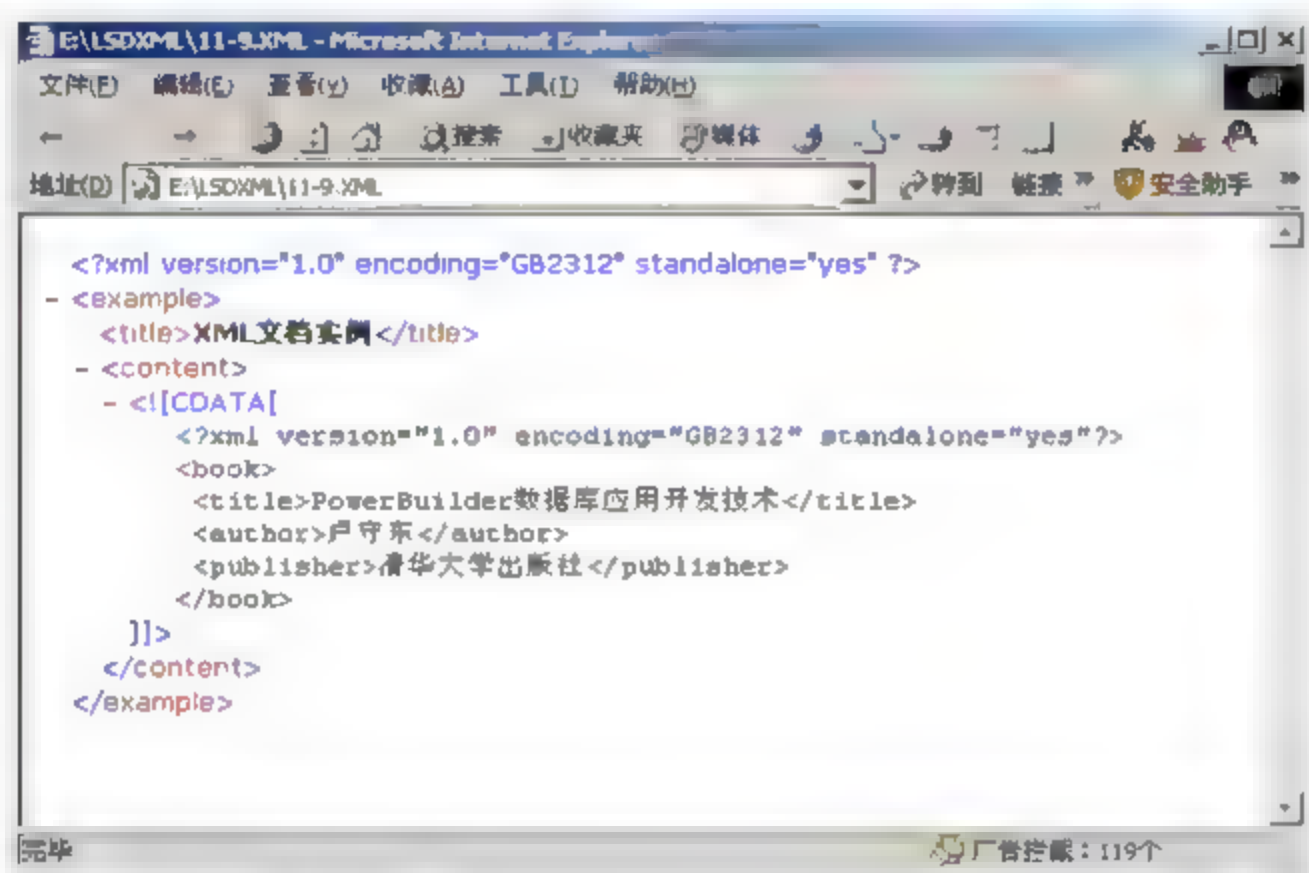 E:\LSDXML\11-9.XML - Microsoft Internet Explorer
文件(F) 编辑(E) 查看(V) 收藏(A) 工具(T) 帮助(H)
搜索 收藏夹 媒体
地址(D) E:\LSDXML\11-9.XML 转到 链接 » 安全助手 »
<?xml version="1.0" encoding="GB2312" standalone="yes" ?>
- <example>
<title>XML文档实例</title>
- <content>
- <![CDATA[
<?xml version="1.0" encoding="GB2312" standalone="yes"?>
<book>
<title>PowerBuilder数据库应用开发技术</title>
<author>卢守东</author>
<publisher>清华大学出版社</publisher>
</book>
]]>
</content>
</example>
完毕 广告拦截：119个